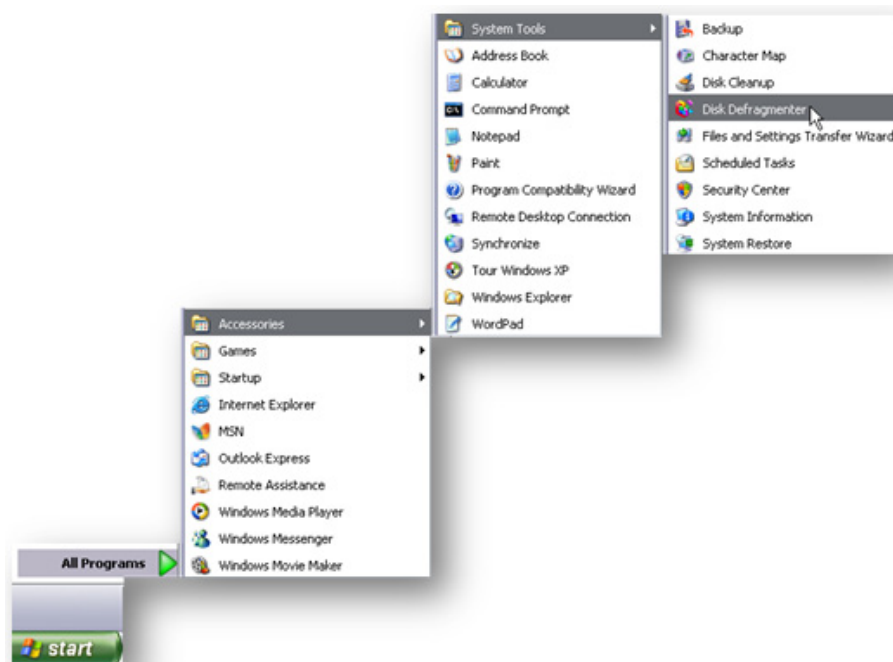 System Tools
Address Book
Calculator
Command Prompt
Notepad
Paint
Program Compatibility Wizard
Remote Desktop Connection
Synchronize
Tour Windows XP
Windows Explorer
WordPad
Backup
Character Map
Disk Cleanup
Disk Defragmenter
Files and Settings Transfer Wizard
Scheduled Tasks
Security Center
System Information
System Restore
Accessories
Games
Startup
Internet Explorer
MSN
Outlook Express
Remote Assistance
Windows Media Player
Windows Messenger
Windows Movie Maker
All Programs
start